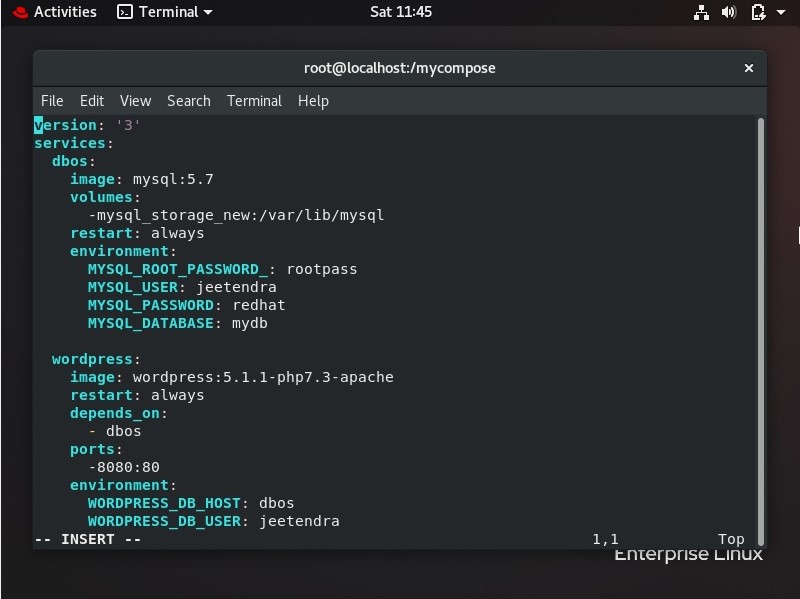 Activities Terminal Sat 11:45
root@localhost:/mycompose ×
File Edit View Search Terminal Help
version: '3'
services:
  dbos:
    image: mysql:5.7
    volumes:
      -mysql_storage_new:/var/lib/mysql
    restart: always
    environment:
      MYSQL_ROOT_PASSWORD_: rootpass
      MYSQL_USER: jeetendra
      MYSQL_PASSWORD: redhat
      MYSQL_DATABASE: mydb

  wordpress:
    image: wordpress:5.1.1-php7.3-apache
    restart: always
    depends_on:
      - dbos
    ports:
      -8080:80
    environment:
      WORDPRESS_DB_HOST: dbos
      WORDPRESS_DB_USER: jeetendra
-- INSERT -- 1,1 Top
Enterprise Linux